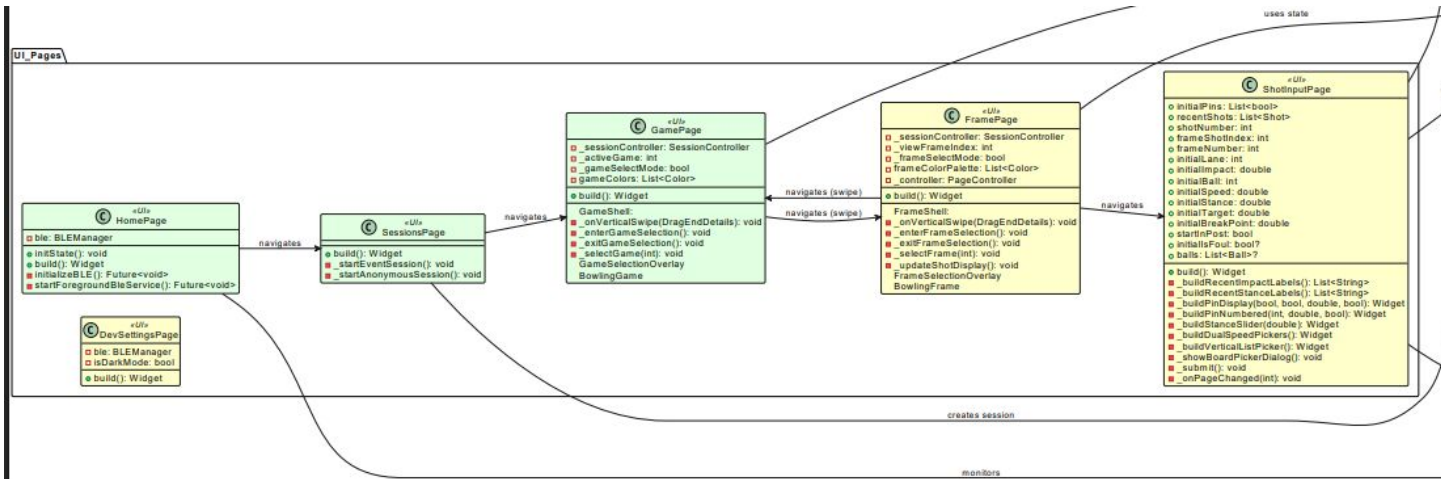 uses state
UI_Pages
C
«UI»
HomePage
ble: BLEManager
initState(): void
build(): Widget
initializeBLE(): Future<void>
startForegroundBleService(): Future<void>
C
«UI»
DevSettingsPage
ble: BLEManager
isDarkMode: bool
build(): Widget
navigates
C
«UI»
SessionsPage
build(): Widget
_startEventSession(): void
_startAnonymousSession(): void
navigates
C
«UI»
GamePage
_sessionController: SessionController
_activeGame: int
_gameSelectMode: bool
gameColors: List<Color>
build(): Widget
GameShell:
_onVerticalSwipe(DragEndDetails): void
_enterGameSelection(): void
_exitGameSelection(): void
_selectGame(int): void
GameSelectionOverlay
BowlingGame
navigates (swipe)
navigates (swipe)
C
«UI»
FramePage
_sessionController: SessionController
_viewFrameIndex: int
_frameSelectMode: bool
frameColorPalette: List<Color>
_controller: PageController
build(): Widget
FrameShell:
_onVerticalSwipe(DragEndDetails): void
_enterFrameSelection(): void
_exitFrameSelection(): void
_selectFrame(int): void
_updateShotDisplay(): void
FrameSelectionOverlay
BowlingFrame
navigates
C
«UI»
ShotInputPage
initialPins: List<bool>
recentShots: List<Shot>
shotNumber: int
frameShotIndex: int
frameNumber: int
initialLane: int
initialImpact: double
initialBall: int
initialSpeed: double
initialStance: double
initialTarget: double
initialBreakPoint: double
startInPost: bool
initialIsFoul: bool?
balls: List<Ball>?
build(): Widget
_buildRecentImpactLabels(): List<String>
_buildRecentStanceLabels(): List<String>
_buildPinDisplay(bool, bool, double, bool): Widget
_buildPinNumbered(int, double, bool): Widget
_buildStanceSlider(double): Widget
_buildDualSpeedPickers(): Widget
_buildVerticalListPicker(): Widget
_showBoardPickerDialog(): void
_submit(): void
_onPageChanged(int): void
creates session
monitors